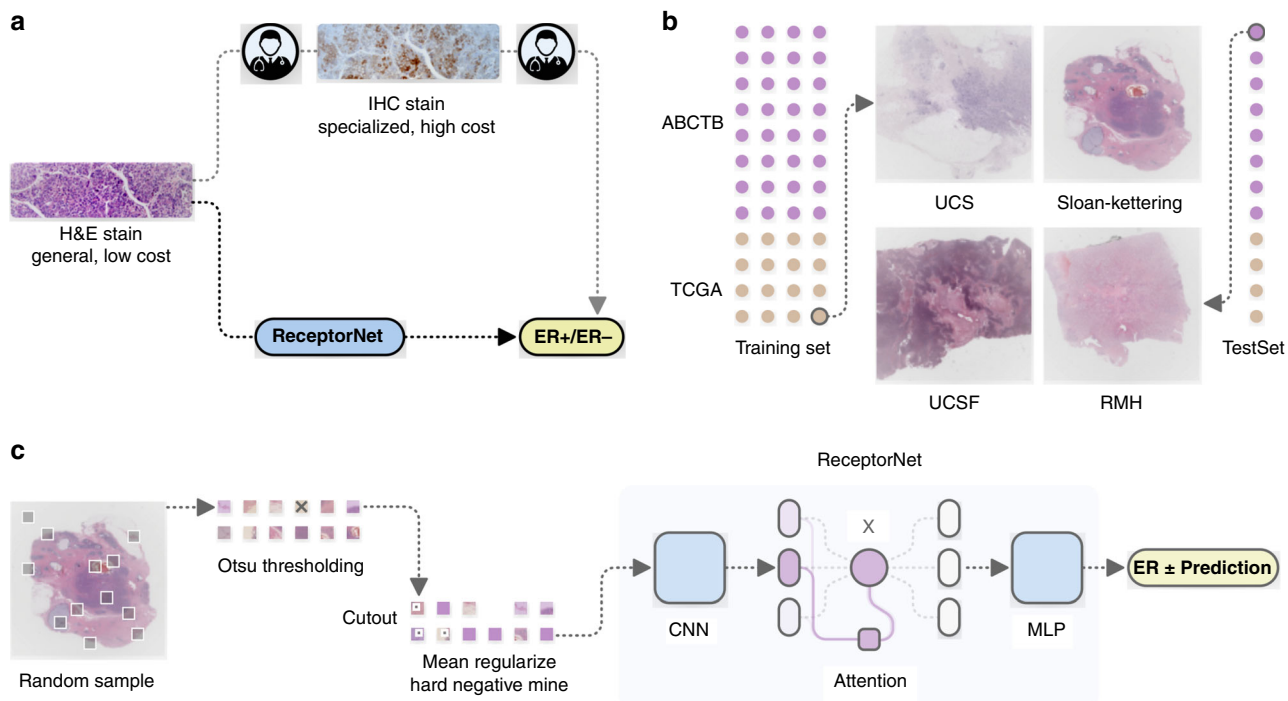 a
IHC stain
specialized, high cost
H&E stain
general, low cost
ReceptorNet
ER+/ER–
b
ABCTB
TCGA
Training set
UCS
Sloan-kettering
UCSF
RMH
TestSet
c
Random sample
Otsu thresholding
Cutout
Mean regularize
hard negative mine
ReceptorNet
CNN
X
Attention
MLP
ER ± Prediction